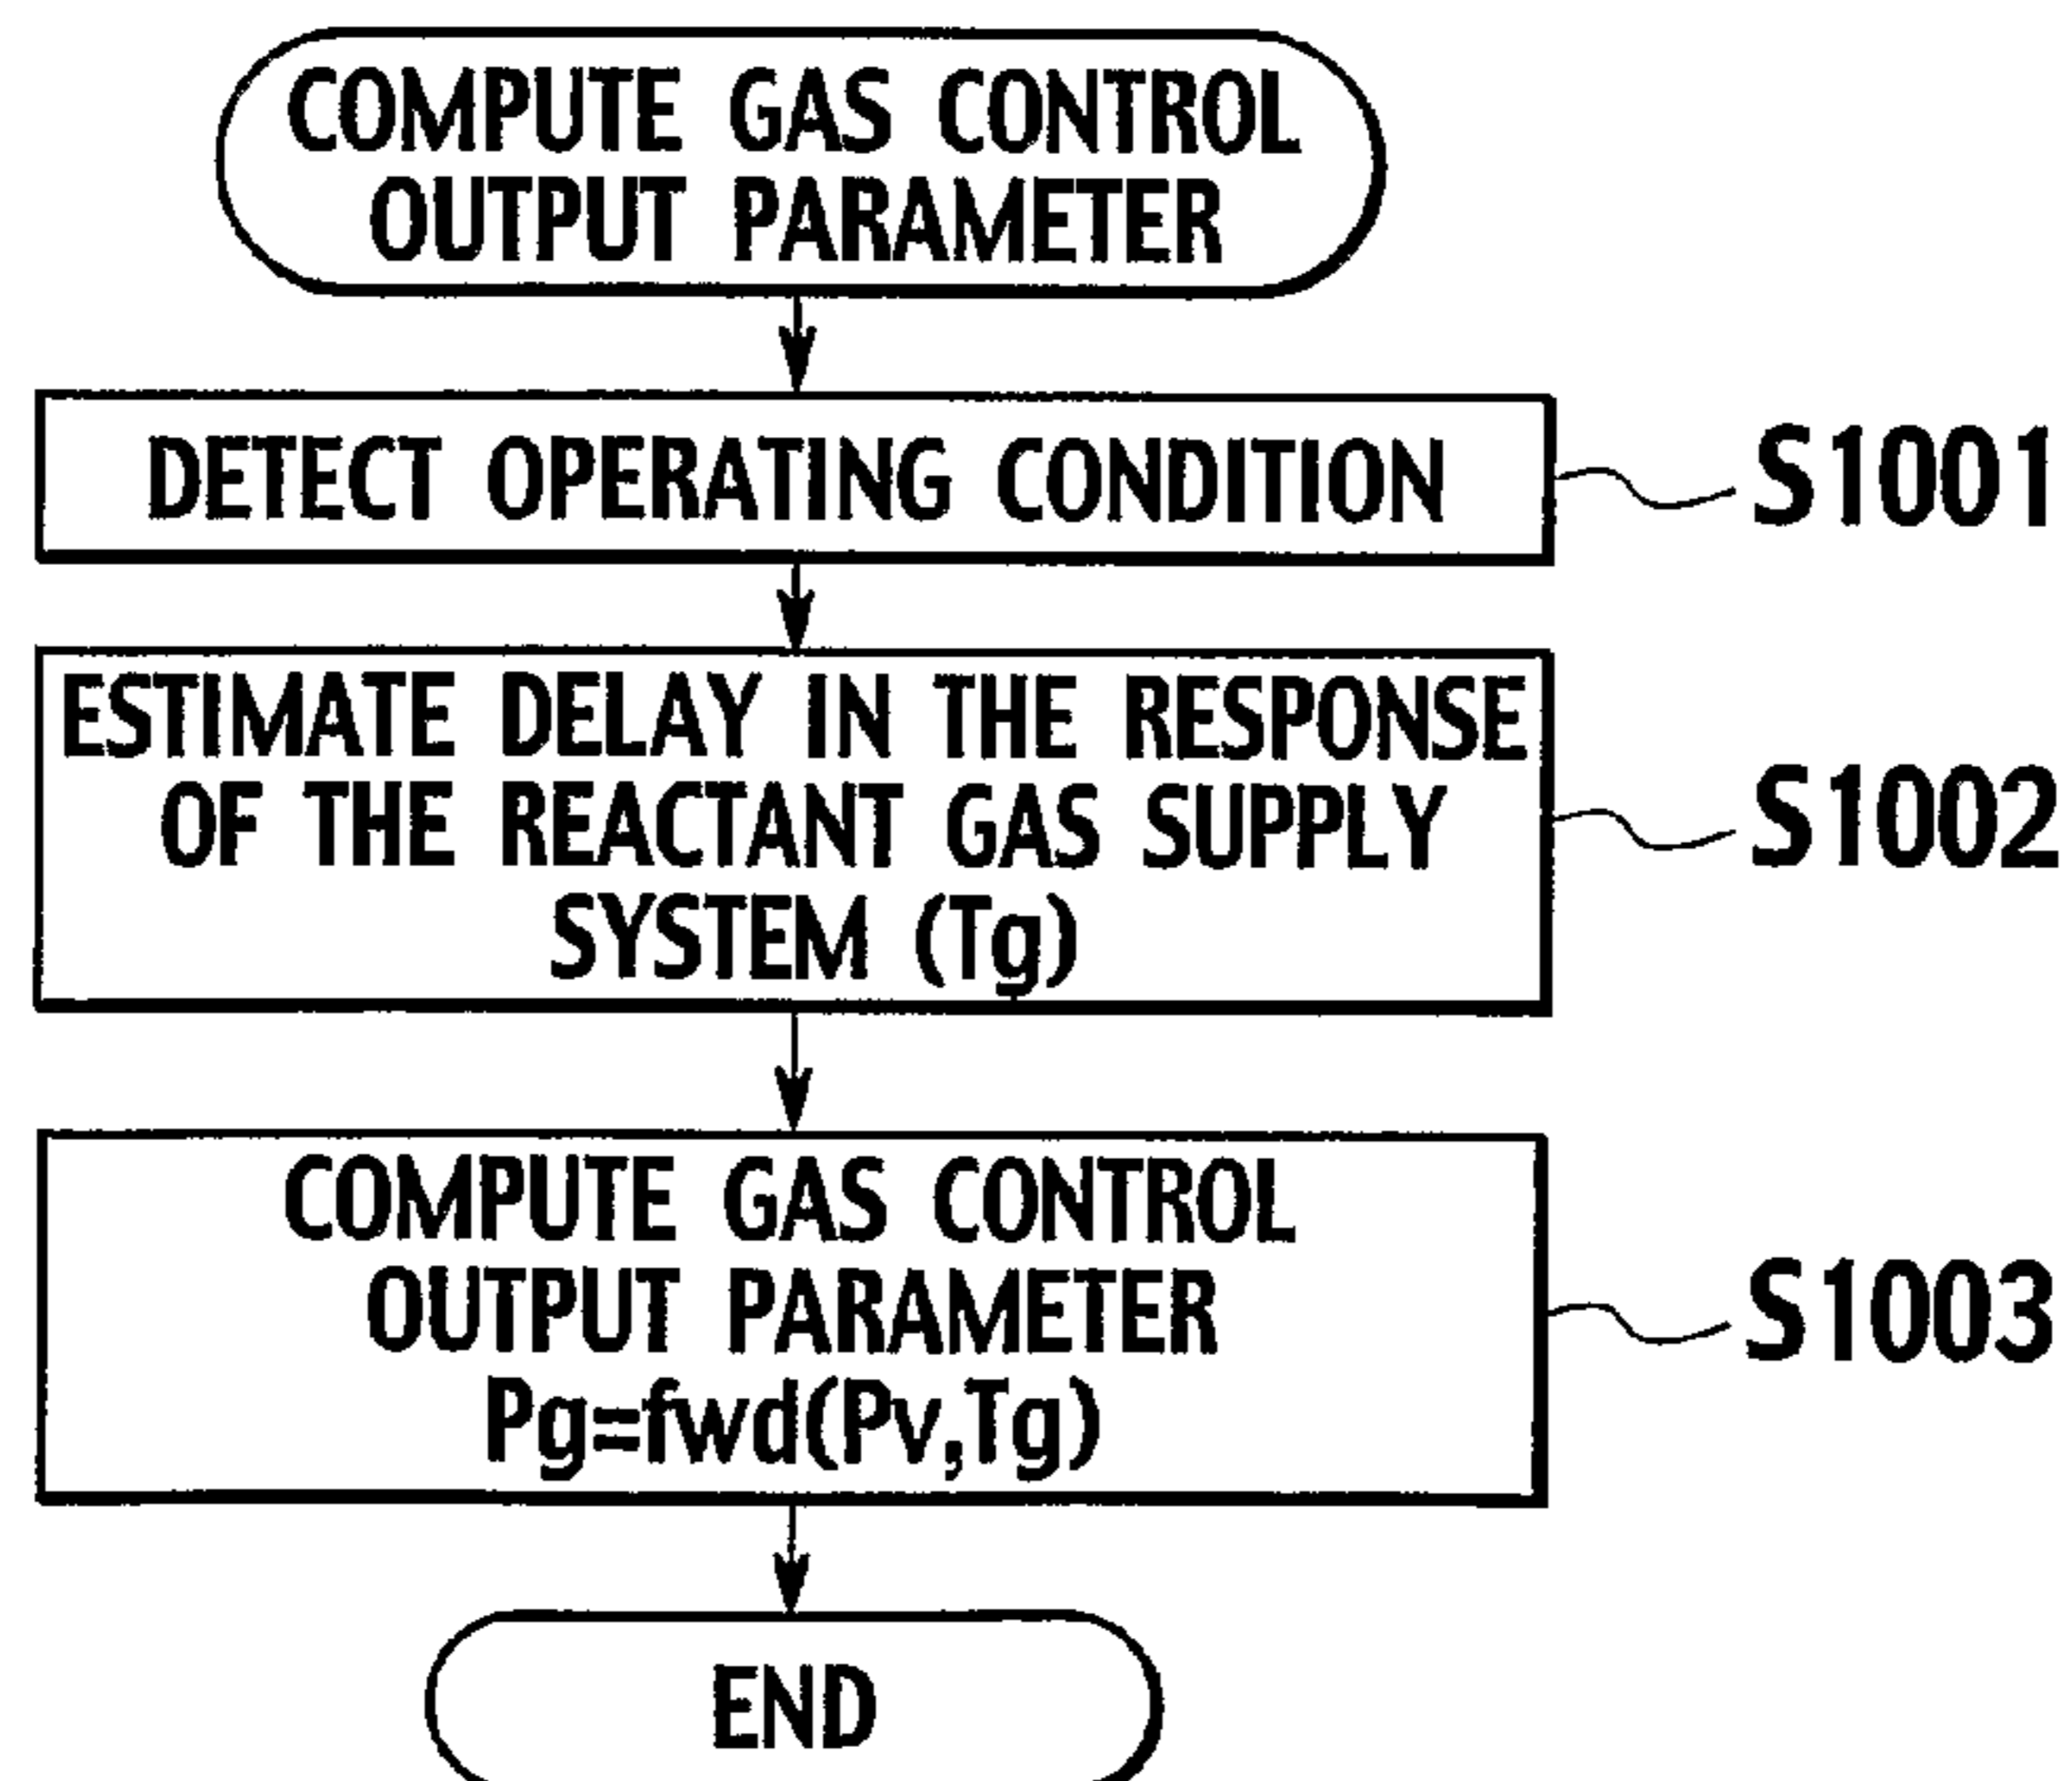 COMPUTE GAS CONTROL
OUTPUT PARAMETER
DETECT OPERATING CONDITION
S1001
ESTIMATE DELAY IN THE RESPONSE
OF THE REACTANT GAS SUPPLY
SYSTEM (Tg)
S1002
COMPUTE GAS CONTROL
OUTPUT PARAMETER
Pg=fwd(Pv,Tg)
S1003
END